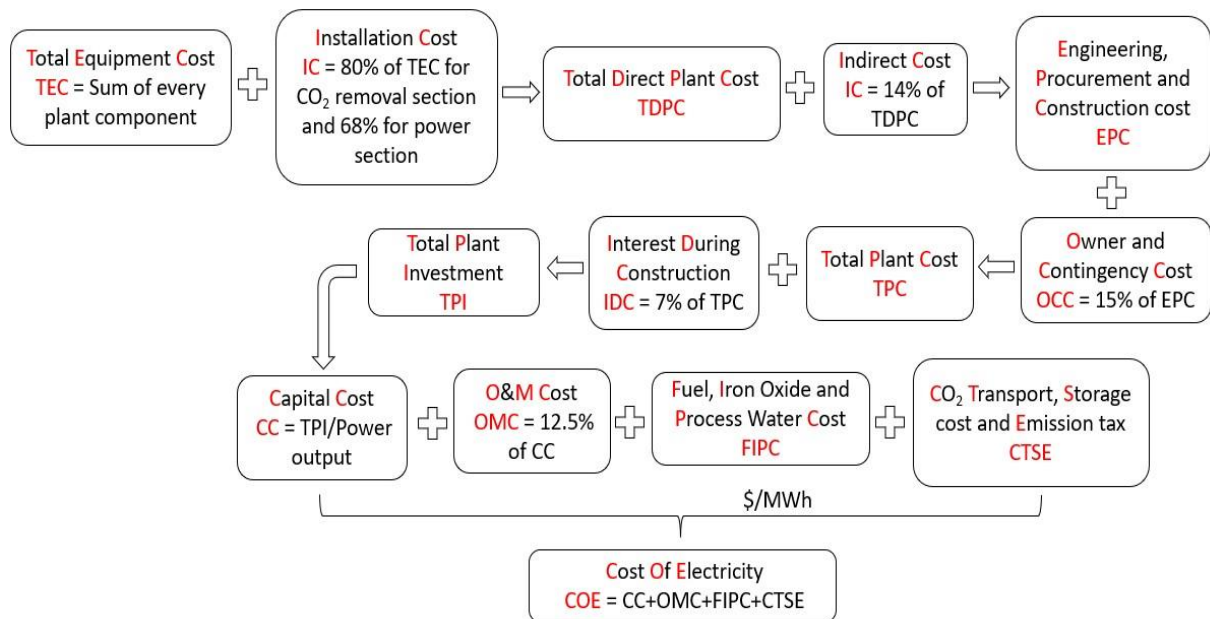 Total Equipment Cost
TEC = Sum of every
plant component
Installation Cost
IC = 80% of TEC for
CO₂ removal section
and 68% for power
section
Total Direct Plant Cost
TDPC
Indirect Cost
IC = 14% of
TDPC
Engineering,
Procurement and
Construction cost
EPC
Owner and
Contingency Cost
OCC = 15% of EPC
Total Plant Cost
TPC
Interest During
Construction
IDC = 7% of TPC
Total Plant
Investment
TPI
Capital Cost
CC = TPI/Power
output
O&M Cost
OMC = 12.5%
of CC
Fuel, Iron Oxide and
Process Water Cost
FIPC
CO₂ Transport, Storage
cost and Emission tax
CTSE
$/MWh
Cost Of Electricity
COE = CC+OMC+FIPC+CTSE